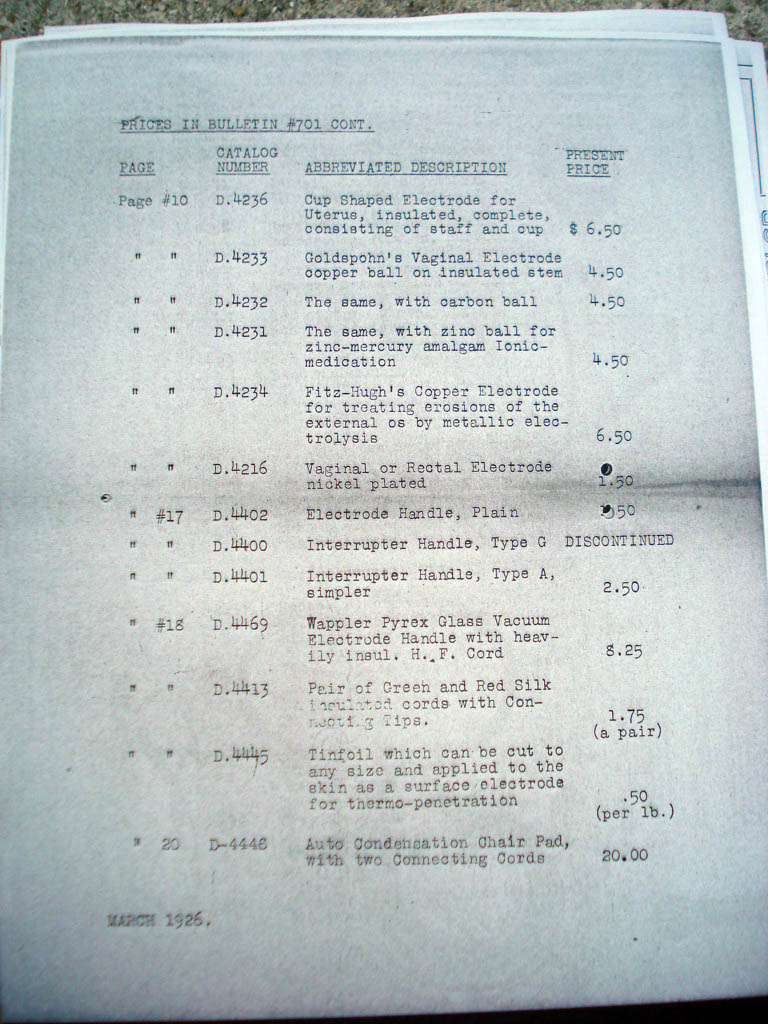 PRICES IN BULLETIN #701 CONT.
PAGE CATALOG NUMBER ABBREVIATED DESCRIPTION PRESENT PRICE
Page #10 D.4236 Cup Shaped Electrode for
Uterus, insulated, complete,
consisting of staff and cup $ 6.50
" " D.4233 Goldspohn's Vaginal Electrode
copper ball on insulated stem 4.50
" " D.4232 The same, with carbon ball 4.50
" " D.4231 The same, with zinc ball for
zinc-mercury amalgam Ionic-
medication 4.50
" " D.4234 Fitz-Hugh's Copper Electrode
for treating erosions of the
external os by metallic elec-
trolysis 6.50
" " D.4216 Vaginal or Rectal Electrode
nickel plated 1.50
" #17 D.4402 Electrode Handle, Plain 50
" " D.4400 Interrupter Handle, Type G DISCONTINUED
" " D.4401 Interrupter Handle, Type A,
simpler 2.50
" #18 D.4469 Wappler Pyrex Glass Vacuum
Electrode Handle with heav-
ily insul. H. F. Cord 8.25
" " D.4413 Pair of Green and Red Silk
insulated cords with Con-
necting Tips. 1.75
(a pair)
" " D.4445 Tinfoil which can be cut to
any size and applied to the
skin as a surface electrode
for thermo-penetration .50
(per lb.)
" 20 D-4448 Auto Condensation Chair Pad,
with two Connecting Cords 20.00
MARCH 1926.